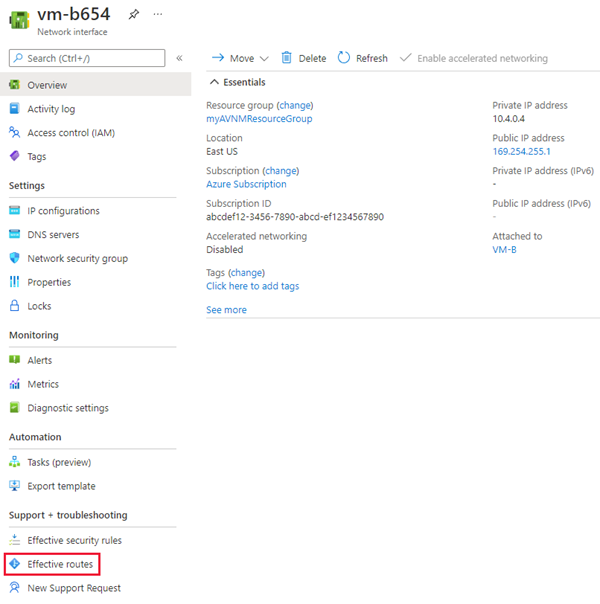 vm-b654
Network interface
Search (Ctrl+/)
«
Overview
Activity log
Access control (IAM)
Tags
Settings
IP configurations
DNS servers
Network security group
Properties
Locks
Monitoring
Alerts
Metrics
Diagnostic settings
Automation
Tasks (preview)
Export template
Support + troubleshooting
Effective security rules
Effective routes
New Support Request
Move Delete Refresh Enable accelerated networking
Essentials
Resource group (change)
myAVNMResourceGroup
Location
East US
Subscription (change)
Azure Subscription
Subscription ID
abcdef12-3456-7890-abcd-ef1234567890
Accelerated networking
Disabled
Tags (change)
Click here to add tags
See more
Private IP address
10.4.0.4
Public IP address
169.254.255.1
Private IP address (IPv6)
-
Public IP address (IPv6)
-
Attached to
VM-B